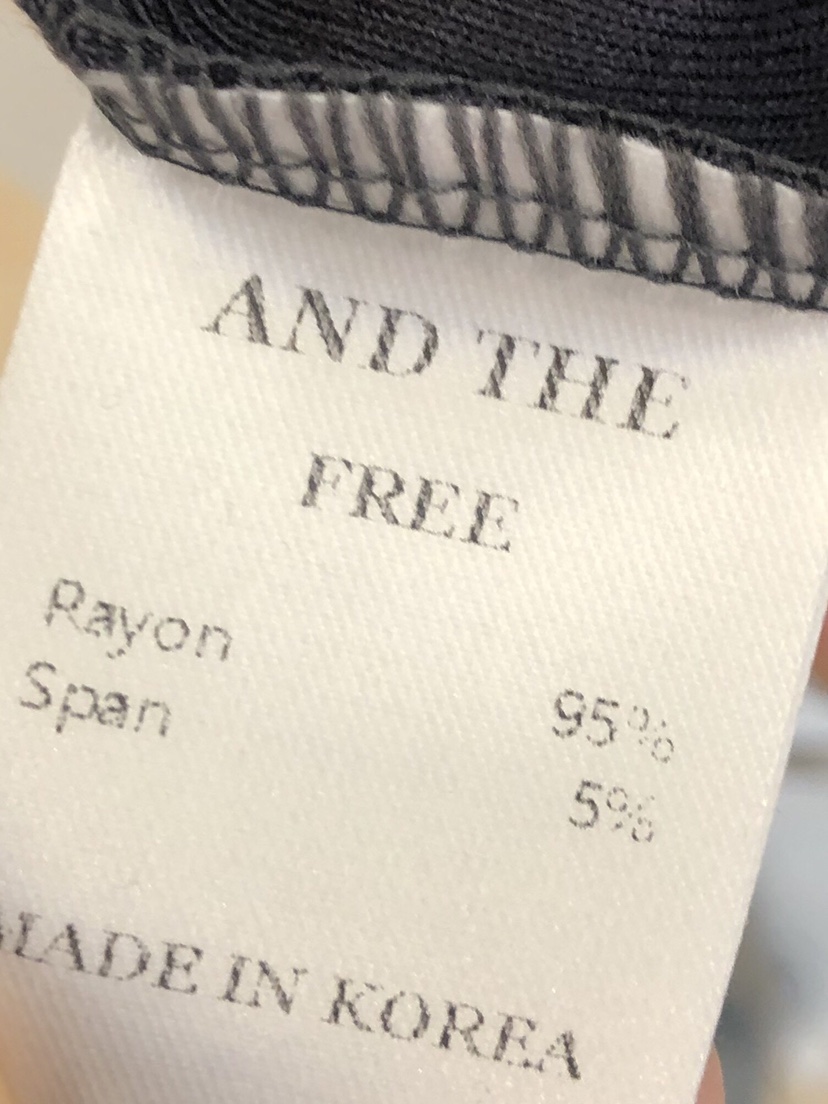 AND THE
FREE
Rayon 95%
Span 5%
MADE IN KOREA